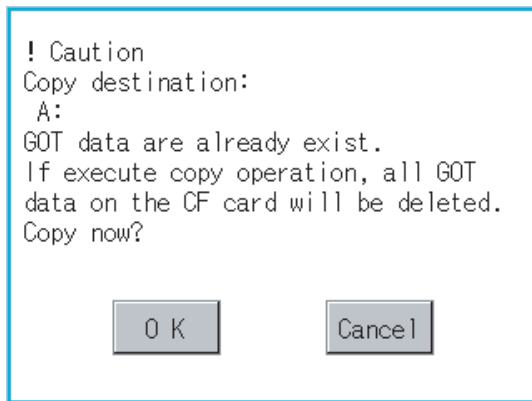 ! Caution
Copy destination:
A:
GOT data are already exist.
If execute copy operation, all GOT
data on the CF card will be deleted.
Copy now?
OK Cancel